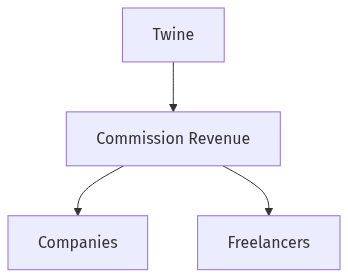 Twine
Commission Revenue
Companies
Freelancers